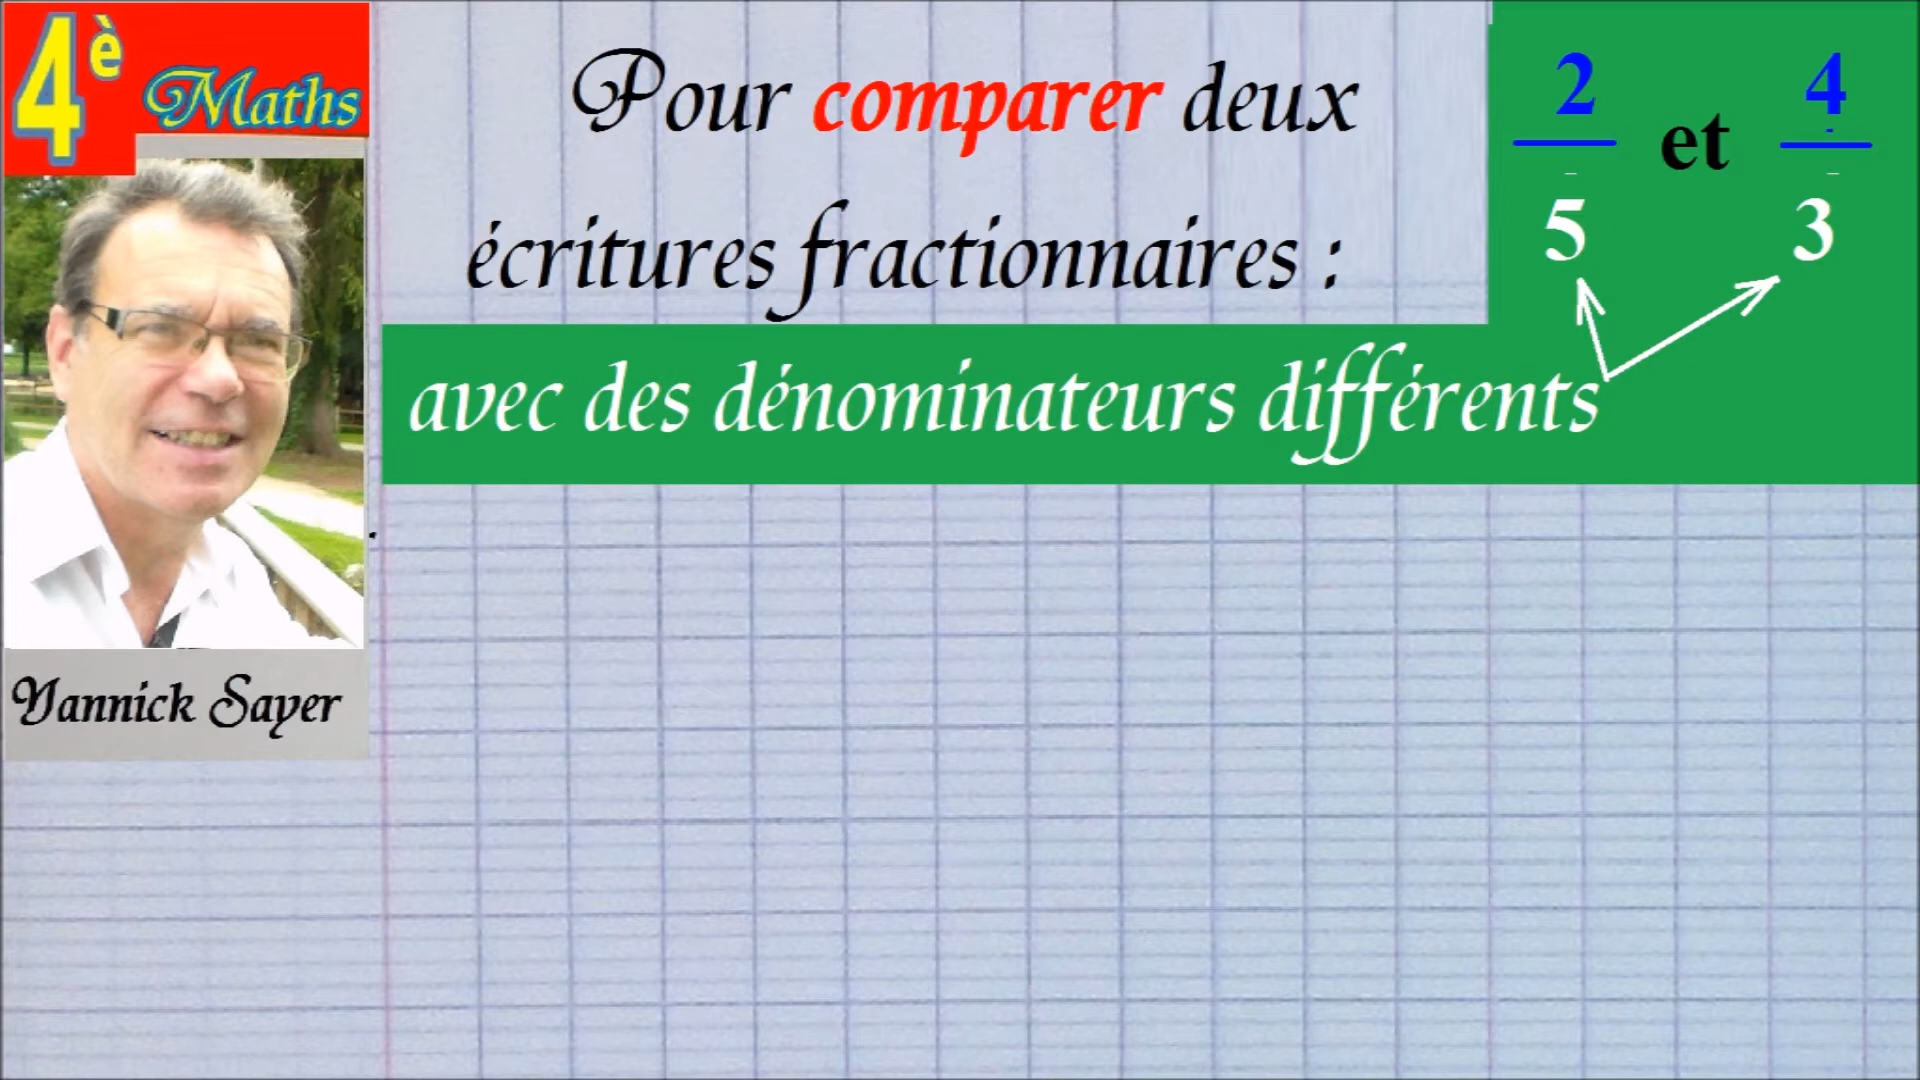 4è Maths
Pour comparer deux
écritures fractionnaires :
avec des dénominateurs différents
2 et 4
5 3
Yannick Sayer